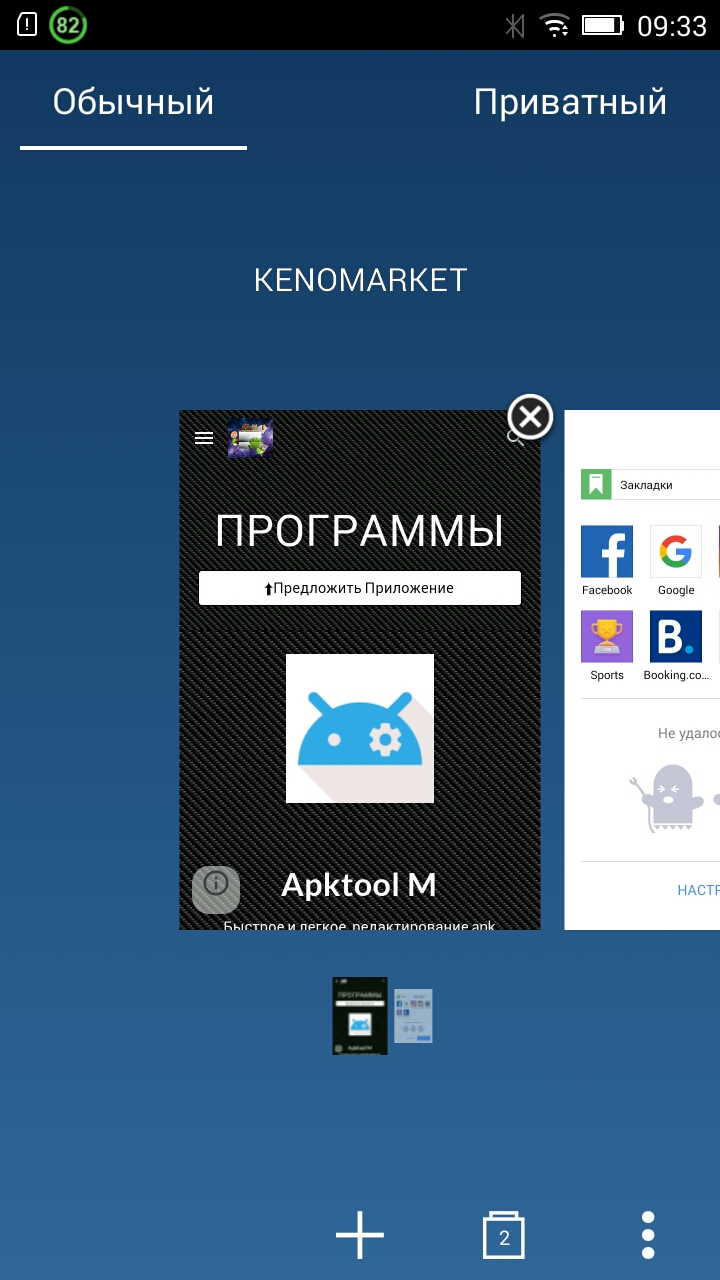 82
09:33
Обычный
Приватный
KENOMARKET
ПРОГРАММЫ
⬆Предложить Приложение
Apktool M
Быстрое и легкое, редактирование apk
Закладки
Facebook
Google
Sports
B.
Booking.co...
Не удалос
НАСТР
2